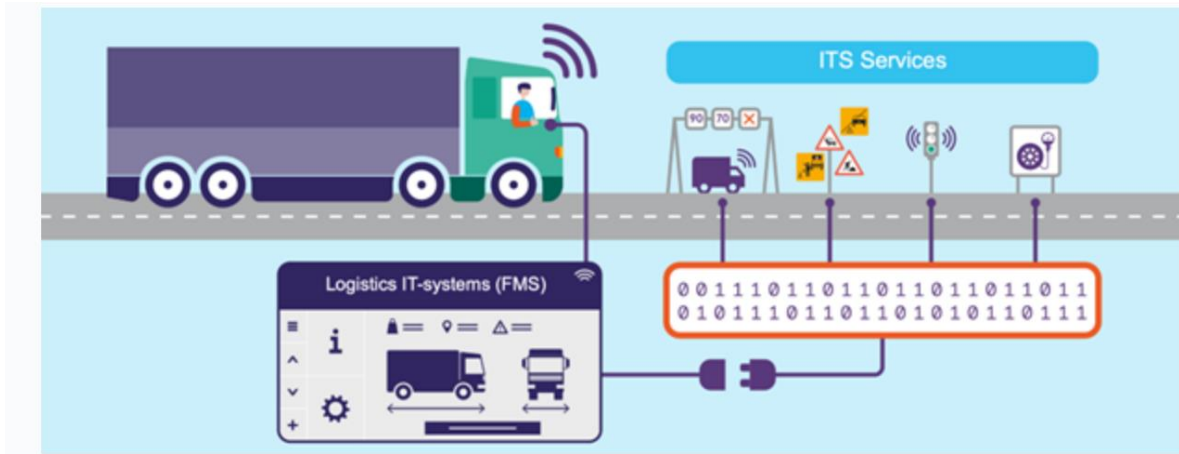 ITS Services
90 70
Logistics IT-systems (FMS)
i
0 0 1 1 1 0 1 1 0 1 1 0 1 1 0 1 1 0 1 1 0 1 1
0 1 0 1 1 1 0 1 1 0 1 1 0 1 0 1 0 1 1 0 1 1 1